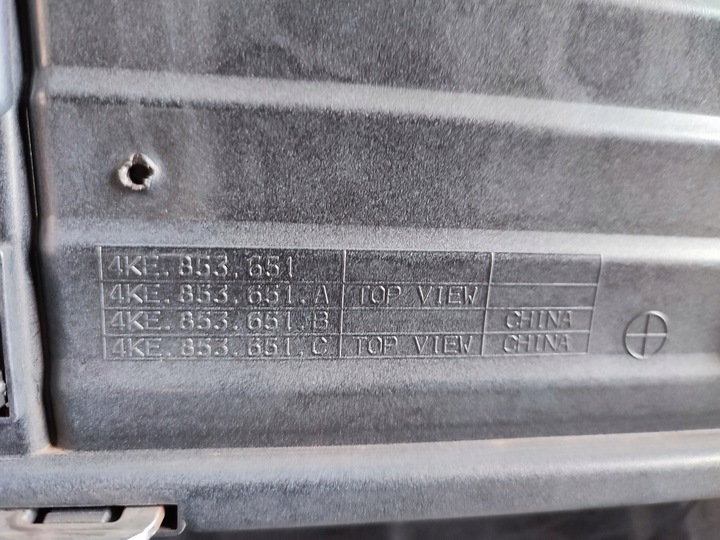 4KE.853.651
4KE.853.651.A TOP VIEW
4KE.853.651.B CHINA
4KE.853.651.C TOP VIEW CHINA